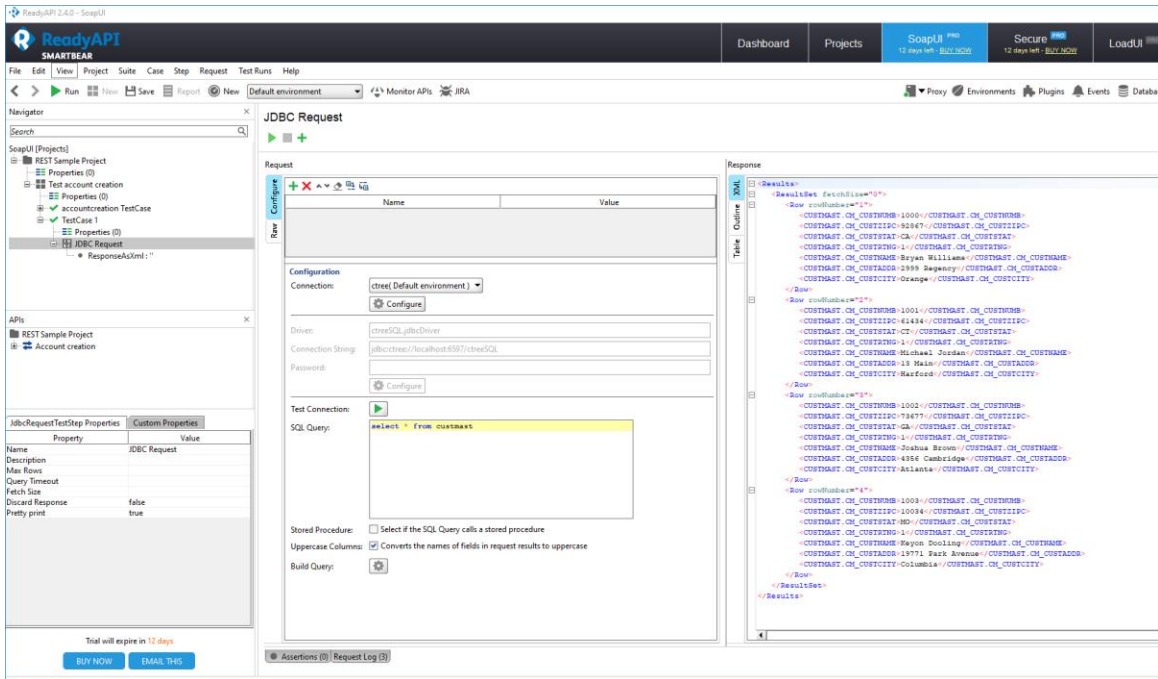 ReadyAPI 2.4.0 - SoapUI
ReadyAPI
SMARTBEAR
Dashboard
Projects
SoapUI PRO
12 days left - BUY NOW
Secure PRO
12 days left - BUY NOW
LoadUI
File Edit View Project Suite Case Step Request Test Runs Help
Run New Save Report New Default environment Monitor APIs JIRA
Proxy Environments Plugins Events Databa
Navigator
Search
SoapUI [Projects]
REST Sample Project
Properties (0)
Test account creation
Properties (0)
accountcreation TestCase
TestCase 1
Properties (0)
JDBC Request
ResponseAsXml : ''
APIs
REST Sample Project
Account creation
JdbcRequestTestStep Properties Custom Properties
Property Value
Name JDBC Request
Description
Max Rows
Query Timeout
Fetch Size
Discard Response false
Pretty print true
Trial will expire in 12 days
BUY NOW EMAIL THIS
JDBC Request
Request
Configure
Raw
Name Value
Configuration
Connection: ctree( Default environment )
Configure
Driver: ctreeSQL.jdbcDriver
Connection String: jdbc:ctree://localhost:6597/ctreeSQL
Password:
Configure
Test Connection:
SQL Query: select * from custmast
Stored Procedure: Select if the SQL Query calls a stored procedure
Uppercase Columns: Converts the names of fields in request results to uppercase
Build Query:
Assertions (0) Request Log (3)
Response
XML
Outline
Table
<Results>
<ResultSet fetchSize="0">
<Row rowNumber="1">
<CUSTMAST.CM_CUSTNUMB>1000</CUSTMAST.CM_CUSTNUMB>
<CUSTMAST.CM_CUSTZIPC>92867</CUSTMAST.CM_CUSTZIPC>
<CUSTMAST.CM_CUSTSTAT>CA</CUSTMAST.CM_CUSTSTAT>
<CUSTMAST.CM_CUSTRTNG>1</CUSTMAST.CM_CUSTRTNG>
<CUSTMAST.CM_CUSTNAME>Bryan Williams</CUSTMAST.CM_CUSTNAME>
<CUSTMAST.CM_CUSTADDR>2999 Regency</CUSTMAST.CM_CUSTADDR>
<CUSTMAST.CM_CUSTCITY>Orange</CUSTMAST.CM_CUSTCITY>
</Row>
<Row rowNumber="2">
<CUSTMAST.CM_CUSTNUMB>1001</CUSTMAST.CM_CUSTNUMB>
<CUSTMAST.CM_CUSTZIPC>61434</CUSTMAST.CM_CUSTZIPC>
<CUSTMAST.CM_CUSTSTAT>CT</CUSTMAST.CM_CUSTSTAT>
<CUSTMAST.CM_CUSTRTNG>1</CUSTMAST.CM_CUSTRTNG>
<CUSTMAST.CM_CUSTNAME>Michael Jordan</CUSTMAST.CM_CUSTNAME>
<CUSTMAST.CM_CUSTADDR>13 Main</CUSTMAST.CM_CUSTADDR>
<CUSTMAST.CM_CUSTCITY>Harford</CUSTMAST.CM_CUSTCITY>
</Row>
<Row rowNumber="3">
<CUSTMAST.CM_CUSTNUMB>1002</CUSTMAST.CM_CUSTNUMB>
<CUSTMAST.CM_CUSTZIPC>73677</CUSTMAST.CM_CUSTZIPC>
<CUSTMAST.CM_CUSTSTAT>GA</CUSTMAST.CM_CUSTSTAT>
<CUSTMAST.CM_CUSTRTNG>1</CUSTMAST.CM_CUSTRTNG>
<CUSTMAST.CM_CUSTNAME>Joshua Brown</CUSTMAST.CM_CUSTNAME>
<CUSTMAST.CM_CUSTADDR>4356 Cambridge</CUSTMAST.CM_CUSTADDR>
<CUSTMAST.CM_CUSTCITY>Atlanta</CUSTMAST.CM_CUSTCITY>
</Row>
<Row rowNumber="4">
<CUSTMAST.CM_CUSTNUMB>1003</CUSTMAST.CM_CUSTNUMB>
<CUSTMAST.CM_CUSTZIPC>10034</CUSTMAST.CM_CUSTZIPC>
<CUSTMAST.CM_CUSTSTAT>MO</CUSTMAST.CM_CUSTSTAT>
<CUSTMAST.CM_CUSTRTNG>1</CUSTMAST.CM_CUSTRTNG>
<CUSTMAST.CM_CUSTNAME>Keyon Dooling</CUSTMAST.CM_CUSTNAME>
<CUSTMAST.CM_CUSTADDR>19771 Park Avenue</CUSTMAST.CM_CUSTADDR>
<CUSTMAST.CM_CUSTCITY>Columbia</CUSTMAST.CM_CUSTCITY>
</Row>
</ResultSet>
</Results>